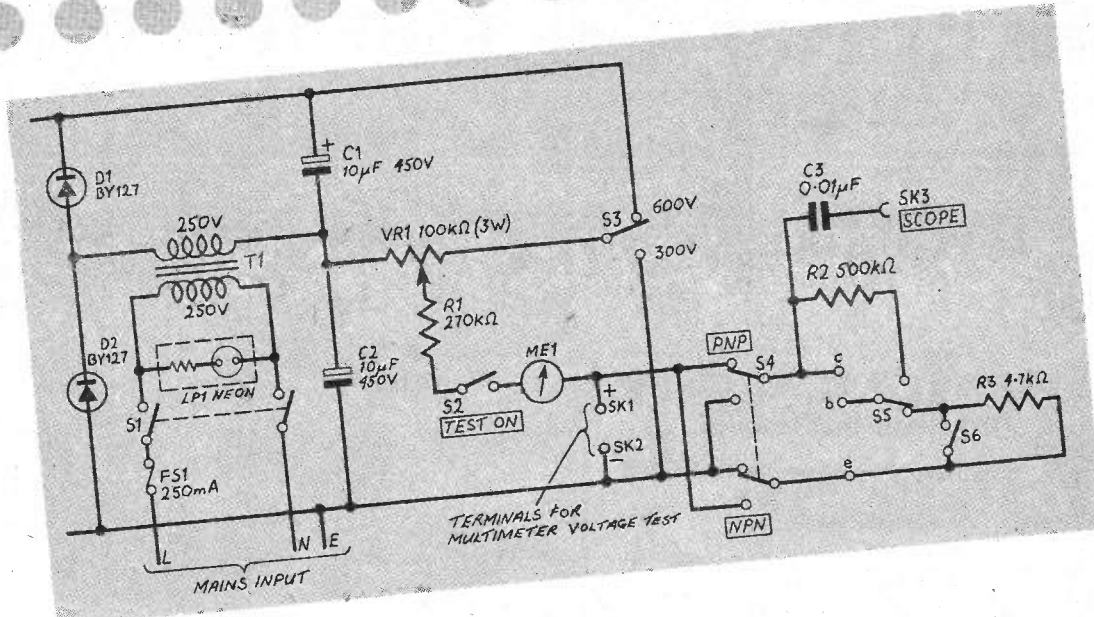 D1
BY127
250V
T1
250V
D2
BY127
LP1 NEON
S1
FS1
250mA
L
N
E
MAINS INPUT
+
C1
10µF 450V
VR1 100kΩ (3W)
R1
270kΩ
C2
10µF
450V
S2
TEST ON
ME1
S3
600V
300V
+
SK1
SK2
−
TERMINALS FOR
MULTIMETER VOLTAGE TEST
PNP
S4
NPN
C3
0·01µF
SK3
SCOPE
R2 500kΩ
c
b
S5
e
R3 4·7kΩ
S6